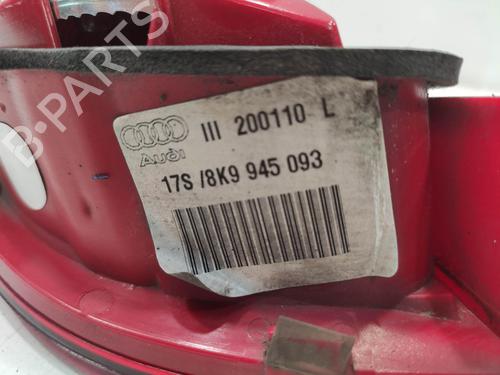 B-PARTS
III 200110 L
Audi
17S /8K9 945 093